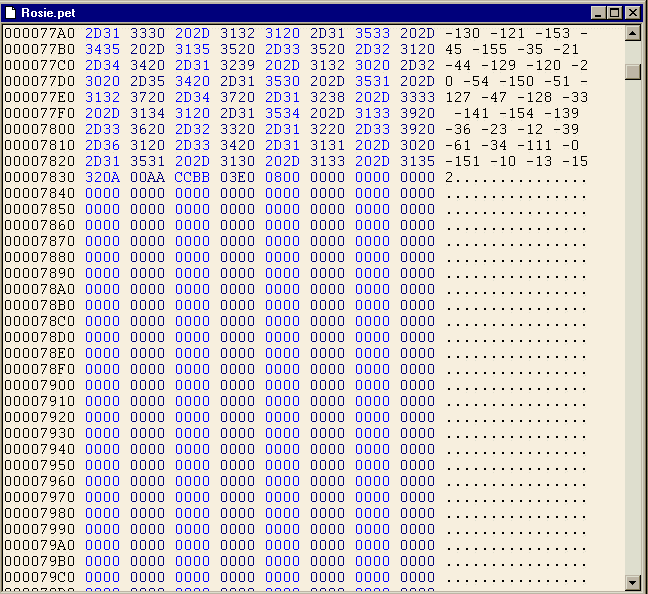 Rosie.pet
000077A0 2D31 3330 202D 3132 3120 2D31 3533 202D -130 -121 -153 -
000077B0 3435 202D 3135 3520 2D33 3520 2D32 3120 45 -155 -35 -21
000077C0 2D34 3420 2D31 3239 202D 3132 3020 2D32 -44 -129 -120 -2
000077D0 3020 2D35 3420 2D31 3530 202D 3531 202D 0 -54 -150 -51 -
000077E0 3132 3720 2D34 3720 2D31 3238 202D 3333 127 -47 -128 -33
000077F0 202D 3134 3120 2D31 3534 202D 3133 3920 -141 -154 -139
00007800 2D33 3620 2D32 3320 2D31 3220 2D33 3920 -36 -23 -12 -39
00007810 2D36 3120 2D33 3420 2D31 3131 202D 3020 -61 -34 -111 -0
00007820 2D31 3531 202D 3130 202D 3133 202D 3135 -151 -10 -13 -15
00007830 320A 00AA CCBB 03E0 0800 0000 0000 0000 2...............
00007840 0000 0000 0000 0000 0000 0000 0000 0000 ................
00007850 0000 0000 0000 0000 0000 0000 0000 0000 ................
00007860 0000 0000 0000 0000 0000 0000 0000 0000 ................
00007870 0000 0000 0000 0000 0000 0000 0000 0000 ................
00007880 0000 0000 0000 0000 0000 0000 0000 0000 ................
00007890 0000 0000 0000 0000 0000 0000 0000 0000 ................
000078A0 0000 0000 0000 0000 0000 0000 0000 0000 ................
000078B0 0000 0000 0000 0000 0000 0000 0000 0000 ................
000078C0 0000 0000 0000 0000 0000 0000 0000 0000 ................
000078D0 0000 0000 0000 0000 0000 0000 0000 0000 ................
000078E0 0000 0000 0000 0000 0000 0000 0000 0000 ................
000078F0 0000 0000 0000 0000 0000 0000 0000 0000 ................
00007900 0000 0000 0000 0000 0000 0000 0000 0000 ................
00007910 0000 0000 0000 0000 0000 0000 0000 0000 ................
00007920 0000 0000 0000 0000 0000 0000 0000 0000 ................
00007930 0000 0000 0000 0000 0000 0000 0000 0000 ................
00007940 0000 0000 0000 0000 0000 0000 0000 0000 ................
00007950 0000 0000 0000 0000 0000 0000 0000 0000 ................
00007960 0000 0000 0000 0000 0000 0000 0000 0000 ................
00007970 0000 0000 0000 0000 0000 0000 0000 0000 ................
00007980 0000 0000 0000 0000 0000 0000 0000 0000 ................
00007990 0000 0000 0000 0000 0000 0000 0000 0000 ................
000079A0 0000 0000 0000 0000 0000 0000 0000 0000 ................
000079B0 0000 0000 0000 0000 0000 0000 0000 0000 ................
000079C0 0000 0000 0000 0000 0000 0000 0000 0000 ................